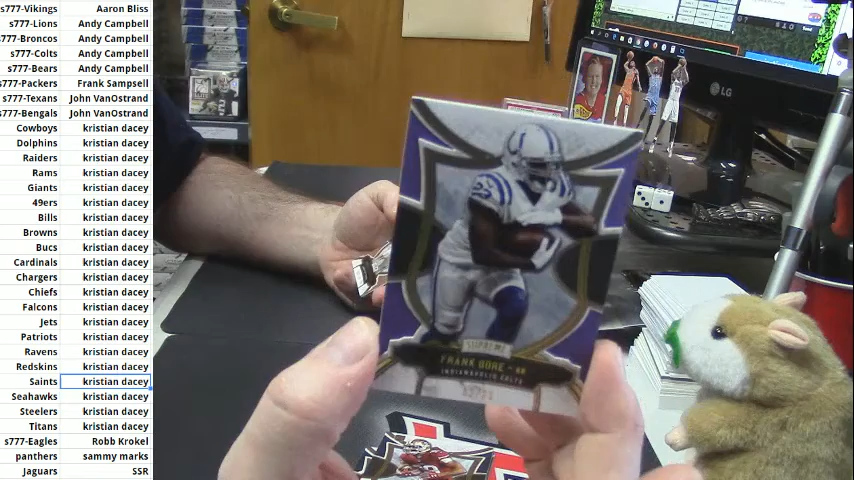 s777-Vikings Aaron Bliss
s777-Lions Andy Campbell
s777-Broncos Andy Campbell
s777-Colts Andy Campbell
s777-Bears Andy Campbell
s777-Packers Frank Sampsell
s777-Texans John VanOstrand
s777-Bengals John VanOstrand
Cowboys kristian dacey
Dolphins kristian dacey
Raiders kristian dacey
Rams kristian dacey
Giants kristian dacey
49ers kristian dacey
Bills kristian dacey
Browns kristian dacey
Bucs kristian dacey
Cardinals kristian dacey
Chargers kristian dacey
Chiefs kristian dacey
Falcons kristian dacey
Jets kristian dacey
Patriots kristian dacey
Ravens kristian dacey
Redskins kristian dacey
Saints kristian dacey
Seahawks kristian dacey
Steelers kristian dacey
Titans kristian dacey
s777-Eagles Robb Krokel
panthers sammy marks
Jaguars SSR
LG
23
SUPREME
FRANK GORE - RB
INDIANAPOLIS COLTS